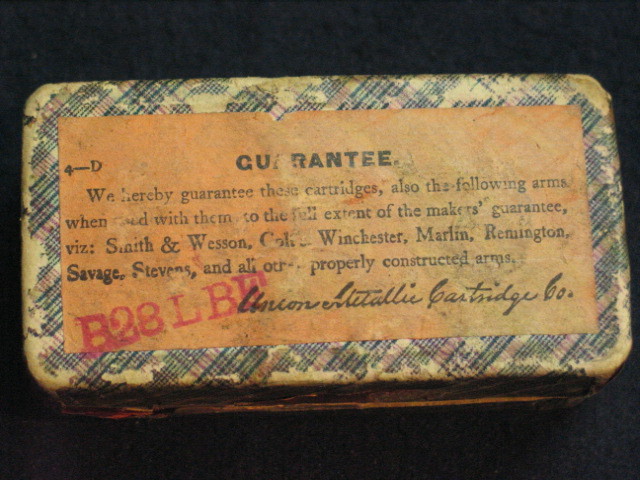 GUARANTEE.
4—D
We hereby guarantee these cartridges, also the following arms
when used with them to the full extent of the makers' guarantee,
viz: Smith & Wesson, Colt, Winchester, Marlin, Remington,
Savage, Stevens, and all other properly constructed arms.
Union Metallic Cartridge Co.
B28LBF